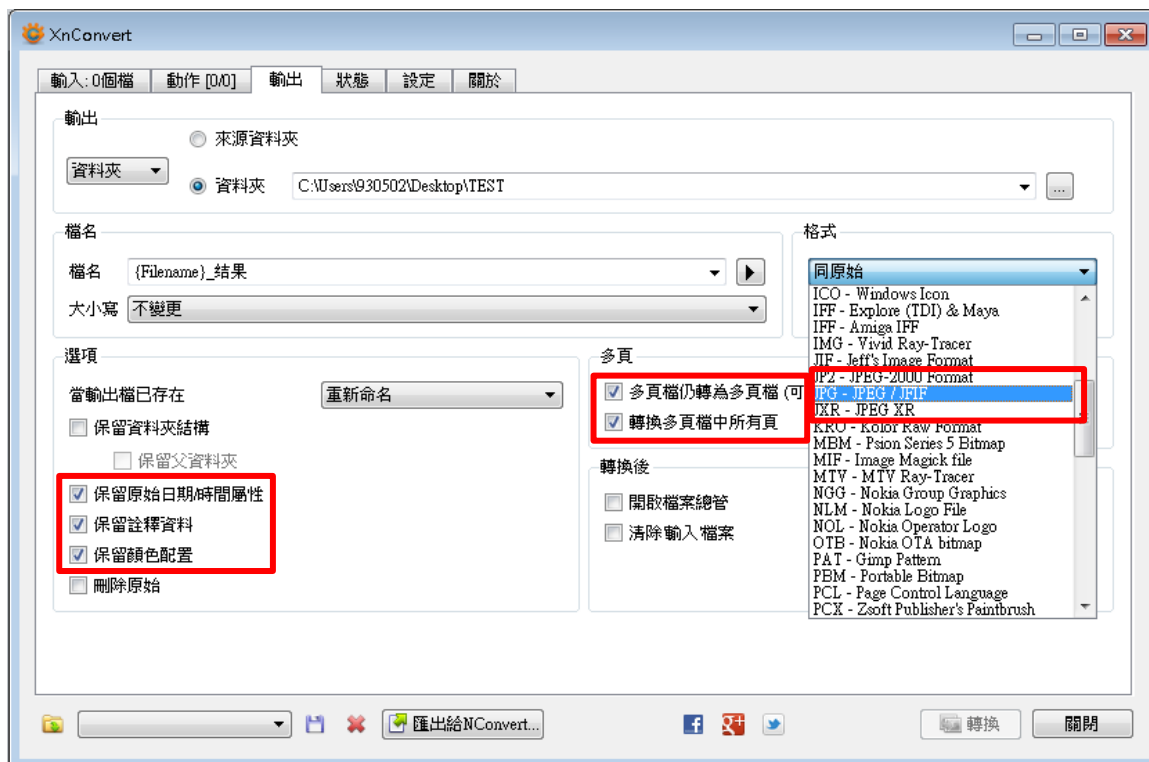 XnConvert
輸入: 0個檔 動作 [0/0] 輸出 狀態 設定 關於
輸出
來源資料夾
資料夾
資料夾 C:\Users\930502\Desktop\TEST ...
檔名
檔名 {Filename}_结果
大小寫 不變更
格式
同原始
ICO - Windows Icon
IFF - Explore (TDI) & Maya
IFF - Amiga IFF
IMG - Vivid Ray-Tracer
JIF - Jeff's Image Format
JP2 - JPEG-2000 Format
JPG - JPEG / JFIF
JXR - JPEG XR
KRO - Kolor Raw Format
MBM - Psion Series 5 Bitmap
MIF - Image Magick file
MTV - MTV Ray-Tracer
NGG - Nokia Group Graphics
NLM - Nokia Logo File
NOL - Nokia Operator Logo
OTB - Nokia OTA bitmap
PAT - Gimp Pattern
PBM - Portable Bitmap
PCL - Page Control Language
PCX - Zsoft Publisher's Paintbrush
選項
當輸出檔已存在 重新命名
保留資料夾結構
保留父資料夾
保留原始日期/時間屬性
保留詮釋資料
保留顏色配置
刪除原始
多頁
多頁檔仍轉為多頁檔 (可
轉換多頁檔中所有頁
轉換後
開啟檔案總管
清除輸入檔案
匯出給NConvert...
轉換
關閉